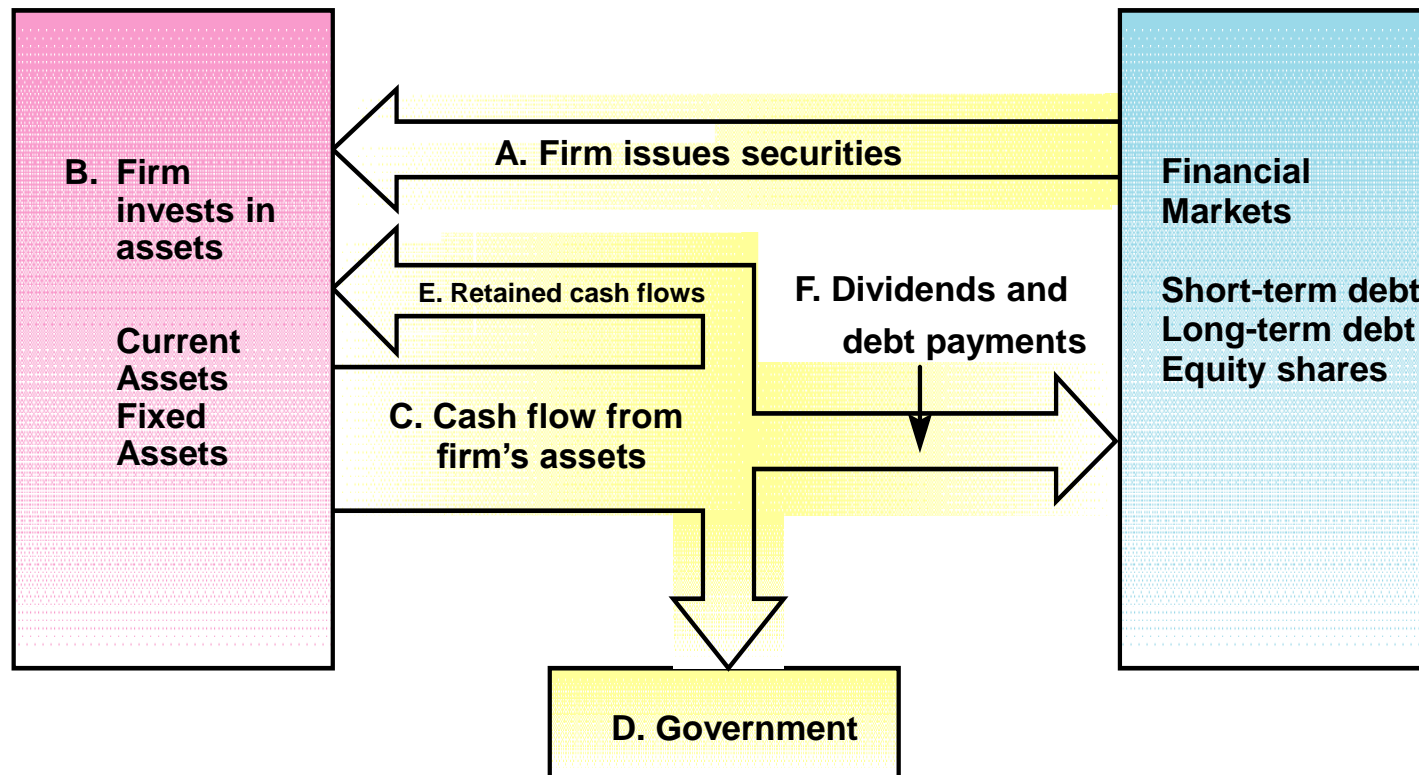 A. Firm issues securities
B. Firm
invests in
assets
Current
Assets
Fixed
Assets
E. Retained cash flows
C. Cash flow from
firm’s assets
F. Dividends and
debt payments
Financial
Markets
Short-term debt
Long-term debt
Equity shares
D. Government